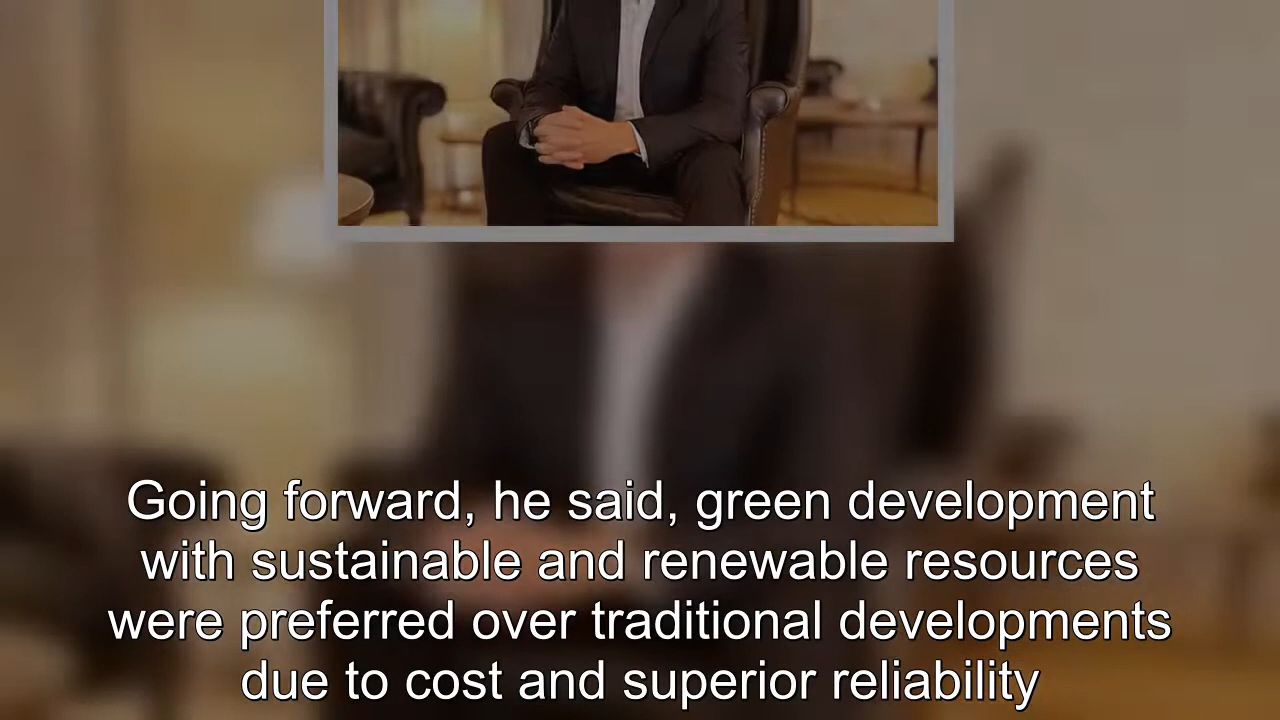 Going forward, he said, green development
with sustainable and renewable resources
were preferred over traditional developments
due to cost and superior reliability